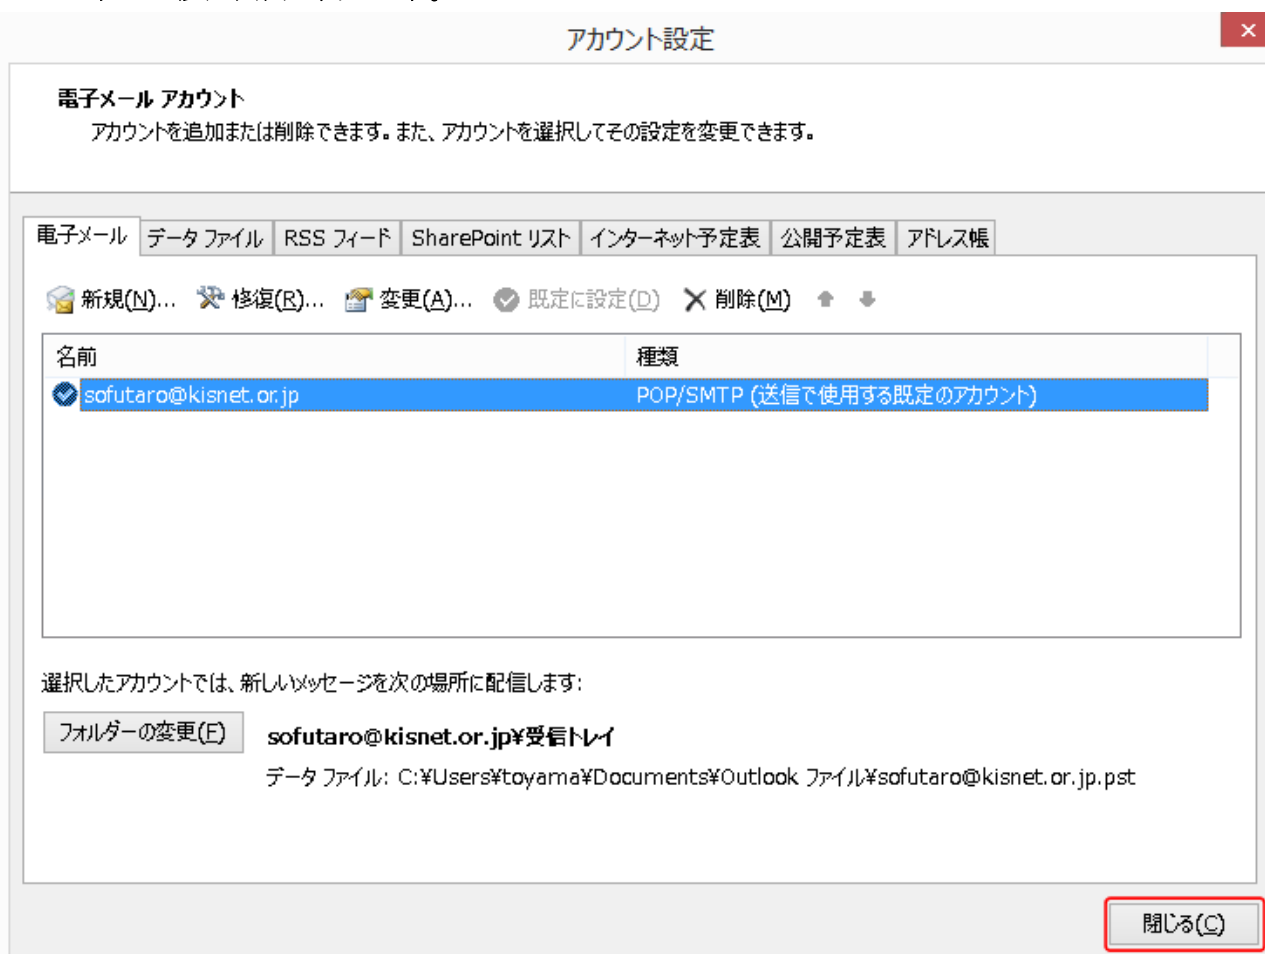 アカウント設定
電子メール アカウント
アカウントを追加または削除できます。また、アカウントを選択してその設定を変更できます。
電子メール データ ファイル RSS フィード SharePoint リスト インターネット予定表 公開予定表 アドレス帳
新規(N)... 修復(R)... 変更(A)... 既定に設定(D) 削除(M)
名前 種類
sofutaro@kisnet.or.jp POP/SMTP (送信で使用する既定のアカウント)
選択したアカウントでは、新しいメッセージを次の場所に配信します:
フォルダーの変更(F) sofutaro@kisnet.or.jp¥受信トレイ
データ ファイル: C:¥Users¥toyama¥Documents¥Outlook ファイル¥sofutaro@kisnet.or.jp.pst
閉じる(C)